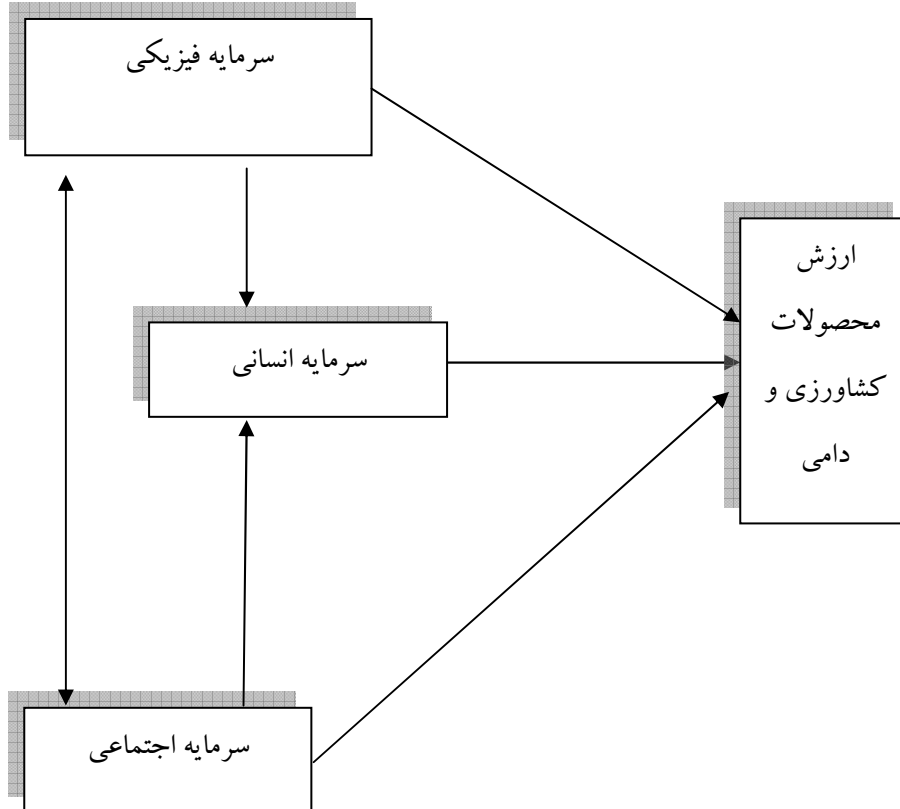 سرمایه فیزیکی
ارزش
محصولات
کشاورزی و
دامی
سرمایه انسانی
سرمایه اجتماعی